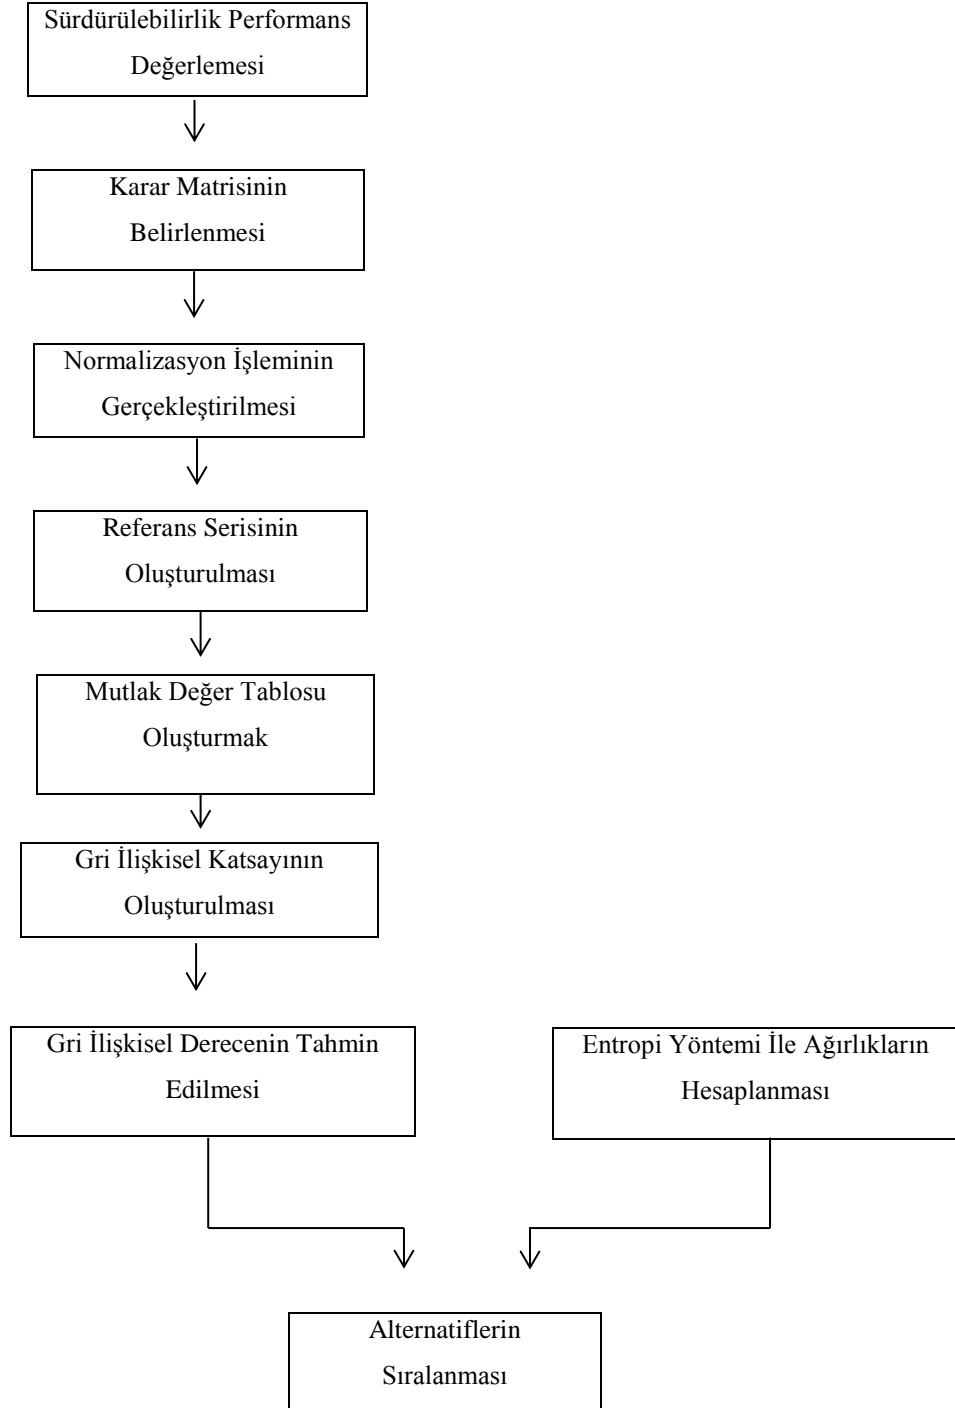 Sürdürülebilirlik Performans
Değerlemesi
Karar Matrisinin
Belirlenmesi
Normalizasyon İşleminin
Gerçekleştirilmesi
Referans Serisinin
Oluşturulması
Mutlak Değer Tablosu
Oluşturmak
Gri İlişkisel Katsayının
Oluşturulması
Gri İlişkisel Derecenin Tahmin
Edilmesi
Entropi Yöntemi İle Ağırlıkların
Hesaplanması
Alternatiflerin
Sıralanması